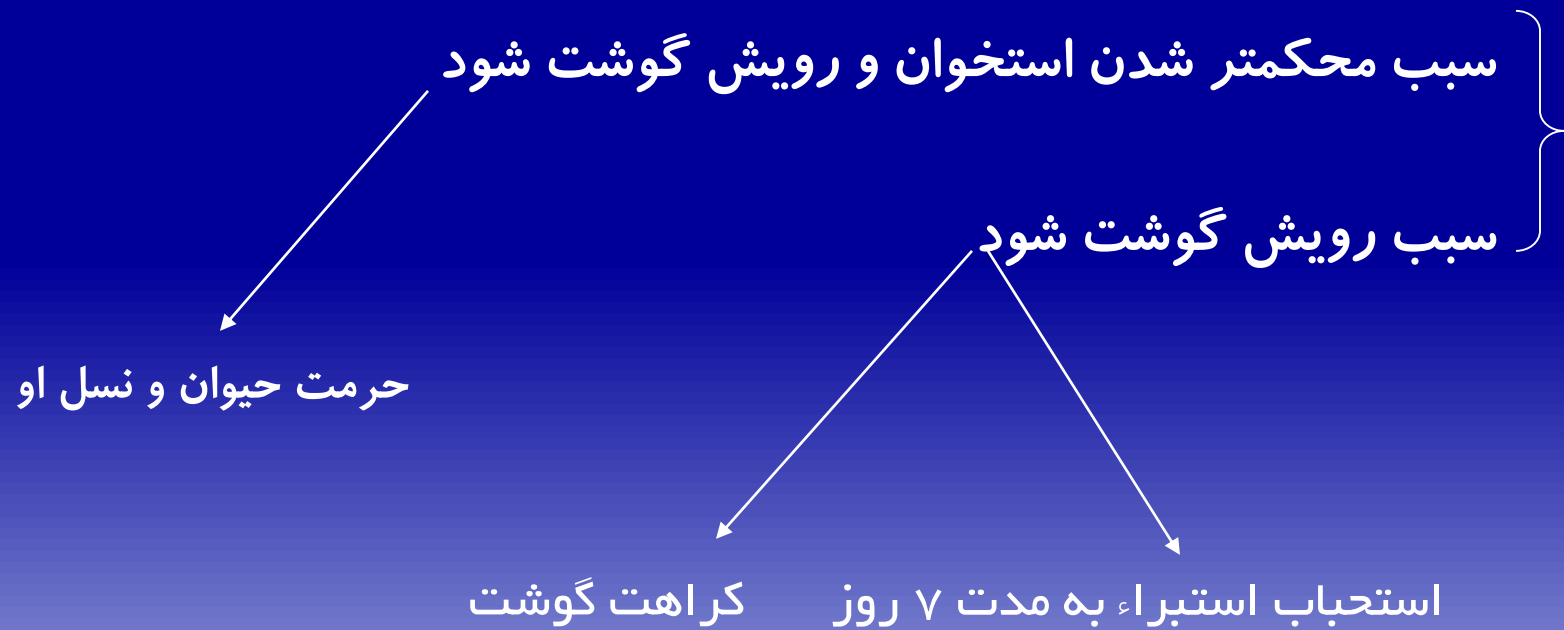 سبب محکمتر شدن استخوان و رویش گوشت شود
سبب رویش گوشت شود
حرمت حیوان و نسل او
استحباب استبراء به مدت ۷ روز
کراهت گوشت